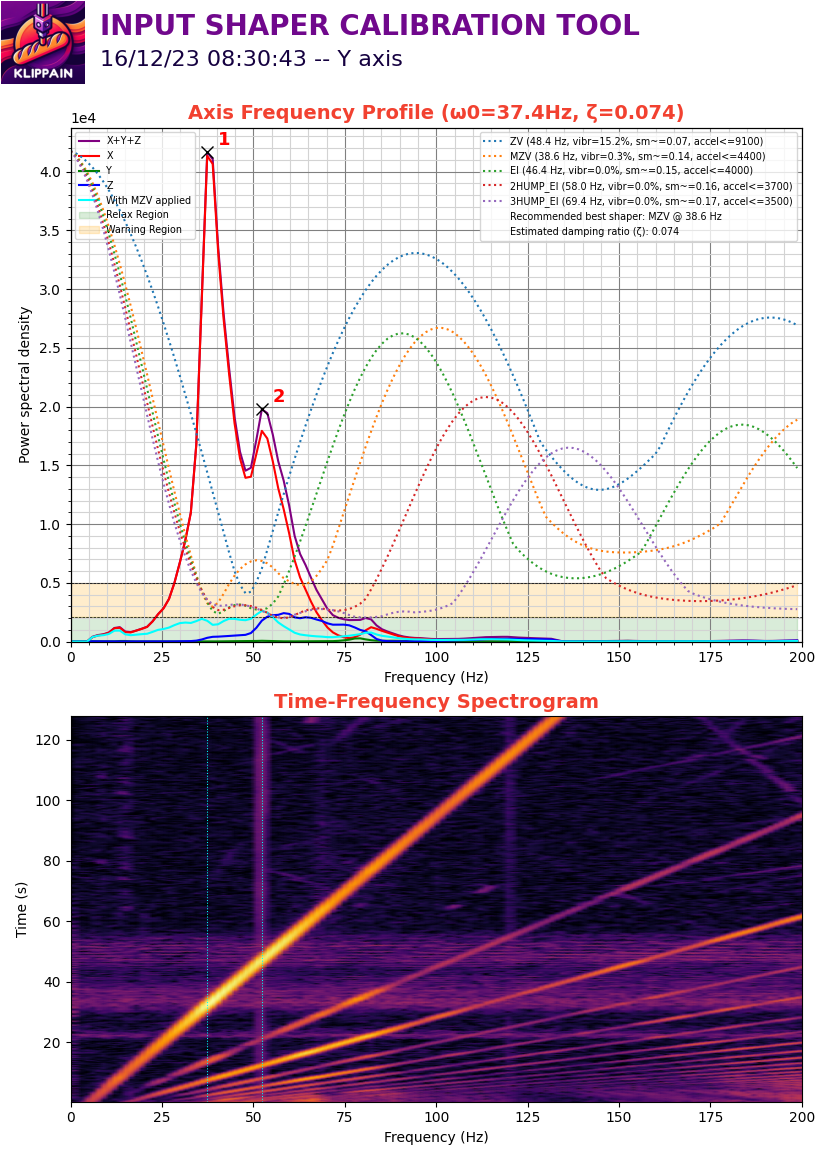 INPUT SHAPER CALIBRATION TOOL
16/12/23 08:30:43 -- Y axis
KLIPPAIN
Axis Frequency Profile (ω0=37.4Hz, ζ=0.074)
1e4
X+Y+Z
X
Y
Z
With MZV applied
Relax Region
Warning Region
1
2
ZV (48.4 Hz, vibr=15.2%, sm~=0.07, accel<=9100)
MZV (38.6 Hz, vibr=0.3%, sm~=0.14, accel<=4400)
EI (46.4 Hz, vibr=0.0%, sm~=0.15, accel<=4000)
2HUMP_EI (58.0 Hz, vibr=0.0%, sm~=0.16, accel<=3700)
3HUMP_EI (69.4 Hz, vibr=0.0%, sm~=0.17, accel<=3500)
Recommended best shaper: MZV @ 38.6 Hz
Estimated damping ratio (ζ): 0.074
Power spectral density
4.0
3.5
3.0
2.5
2.0
1.5
1.0
0.5
0.0
0 25 50 75 100 125 150 175 200
Frequency (Hz)
Time-Frequency Spectrogram
Time (s)
120
100
80
60
40
20
0 25 50 75 100 125 150 175 200
Frequency (Hz)